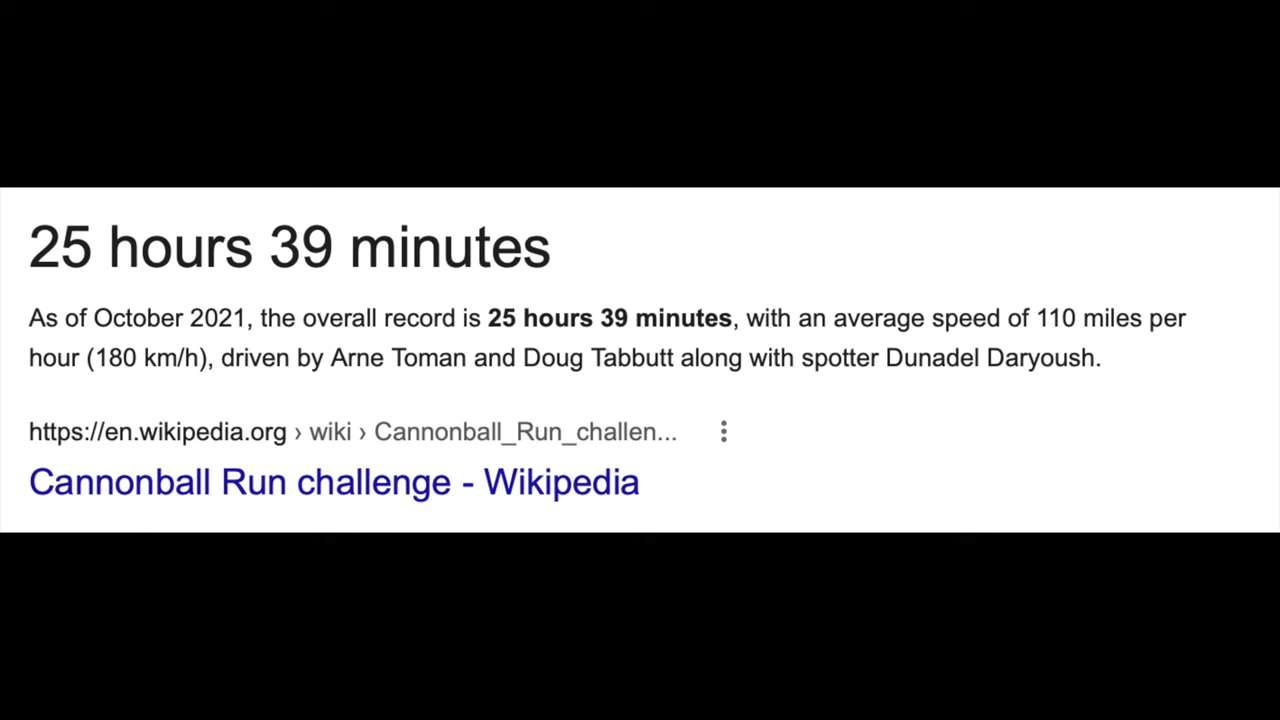 25 hours 39 minutes
As of October 2021, the overall record is 25 hours 39 minutes, with an average speed of 110 miles per
hour (180 km/h), driven by Arne Toman and Doug Tabbutt along with spotter Dunadel Daryoush.
https://en.wikipedia.org › wiki › Cannonball_Run_challen...
Cannonball Run challenge - Wikipedia